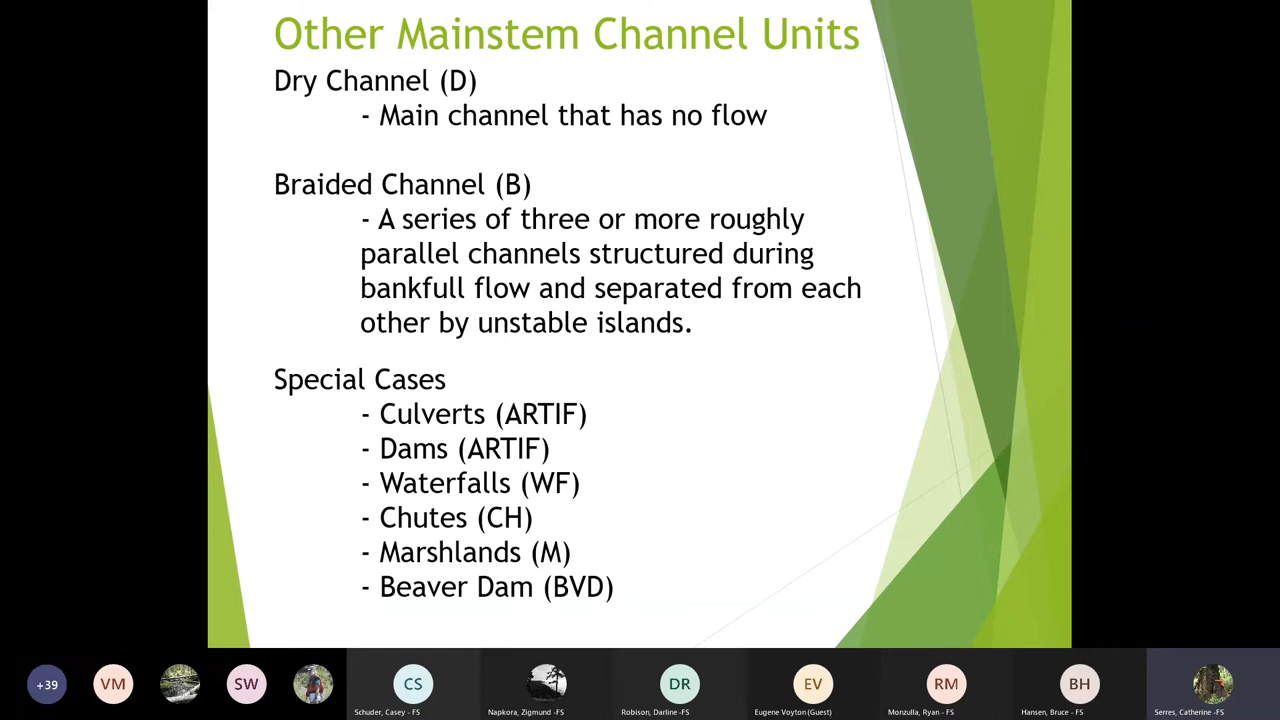 Other Mainstem Channel Units
Dry Channel (D)
- Main channel that has no flow
Braided Channel (B)
- A series of three or more roughly
parallel channels structured during
bankfull flow and separated from each
other by unstable islands.
Special Cases
- Culverts (ARTIF)
- Dams (ARTIF)
- Waterfalls (WF)
- Chutes (CH)
- Marshlands (M)
- Beaver Dam (BVD)
+39 VM SW CS DR EV RM BH
Schuder, Casey - FS Napkora, Zigmund -FS Robison, Darline -FS Eugene Voyton (Guest) Monzulla, Ryan - FS Hansen, Bruce - FS Serres, Catherine -FS